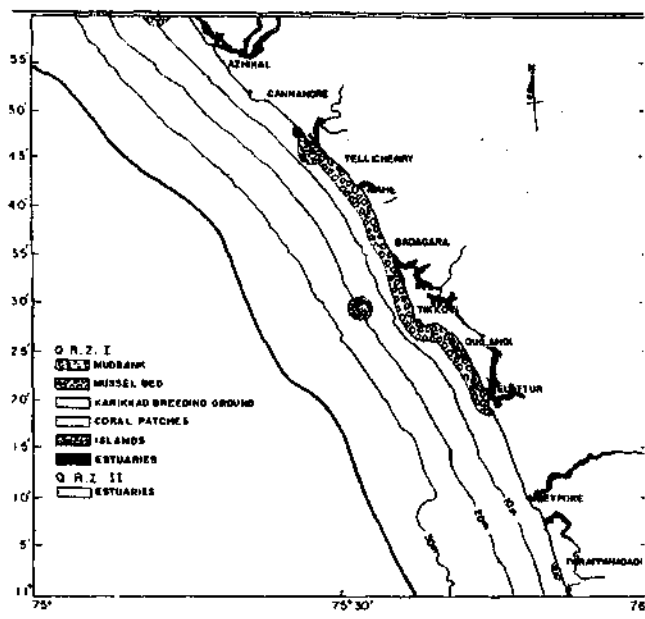 55'
50'
45'
40'
35'
30'
25'
20'
15'
10'
5'
11°
75°
75°30'
76
AZHIKAL
CANNANORE
TELLICHERRY
MAHE
BADAGARA
TIKKOTI
QUILANDI
ELATTUR
BEYPORE
PARAPPANAGADI
30m
20m
10m
O.R.Z. I
MUDBANK
MUSSEL BED
KARIKKAD BREEDING GROUND
CORAL PATCHES
ISLANDS
ESTUARIES
O.R.Z. II
ESTUARIES